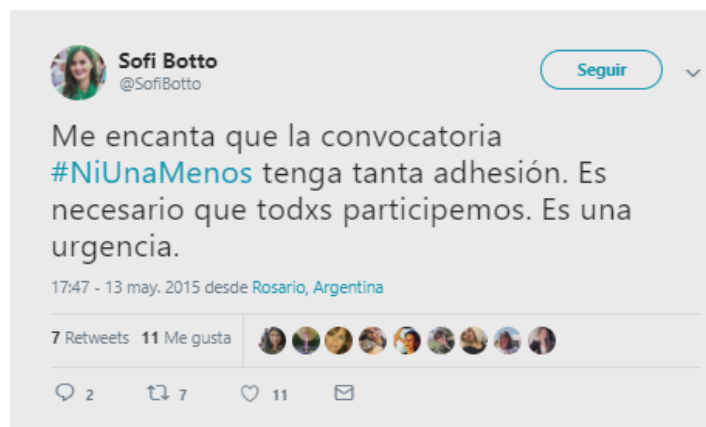 Sofi Botto
@SofiBotto
Seguir
Me encanta que la convocatoria
#NiUnaMenos tenga tanta adhesión. Es
necesario que todxs participemos. Es una
urgencia.
17:47 - 13 may. 2015 desde Rosario, Argentina
7 Retweets 11 Me gusta
2 7 11